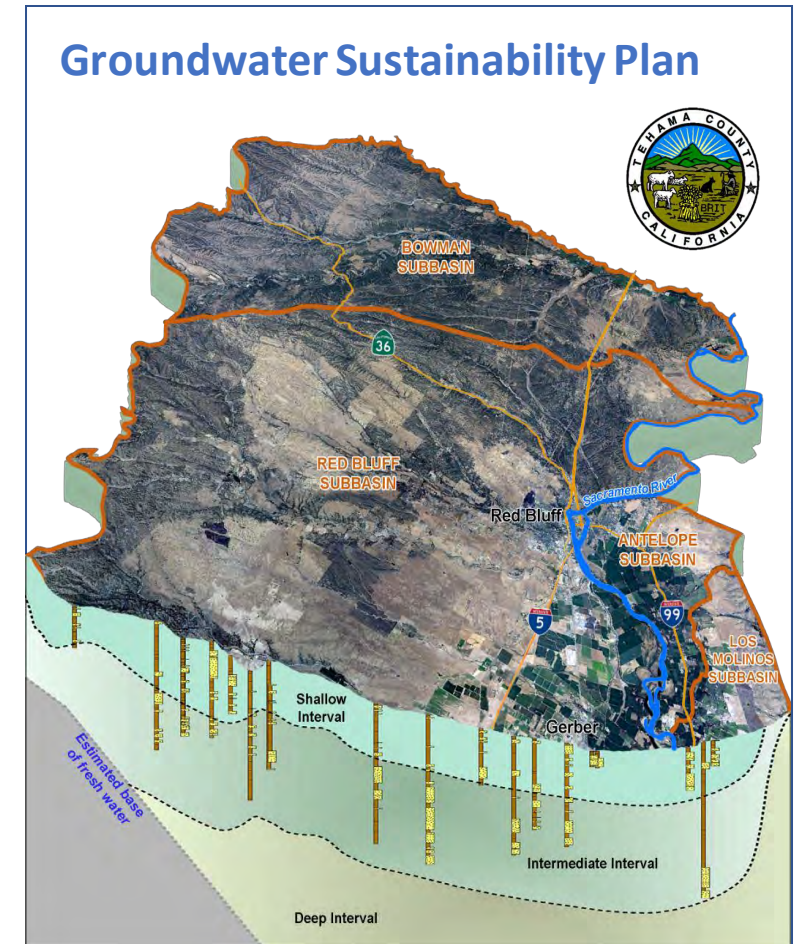 Groundwater Sustainability Plan
TEHAMA COUNTY
CALIFORNIA
BRIT
BOWMAN
SUBBASIN
36
RED BLUFF
SUBBASIN
Sacramento River
Red Bluff
ANTELOPE
SUBBASIN
5
99
LOS
MOLINOS
SUBBASIN
Shallow
Interval
Gerber
Estimated base
of fresh water
Intermediate Interval
Deep Interval